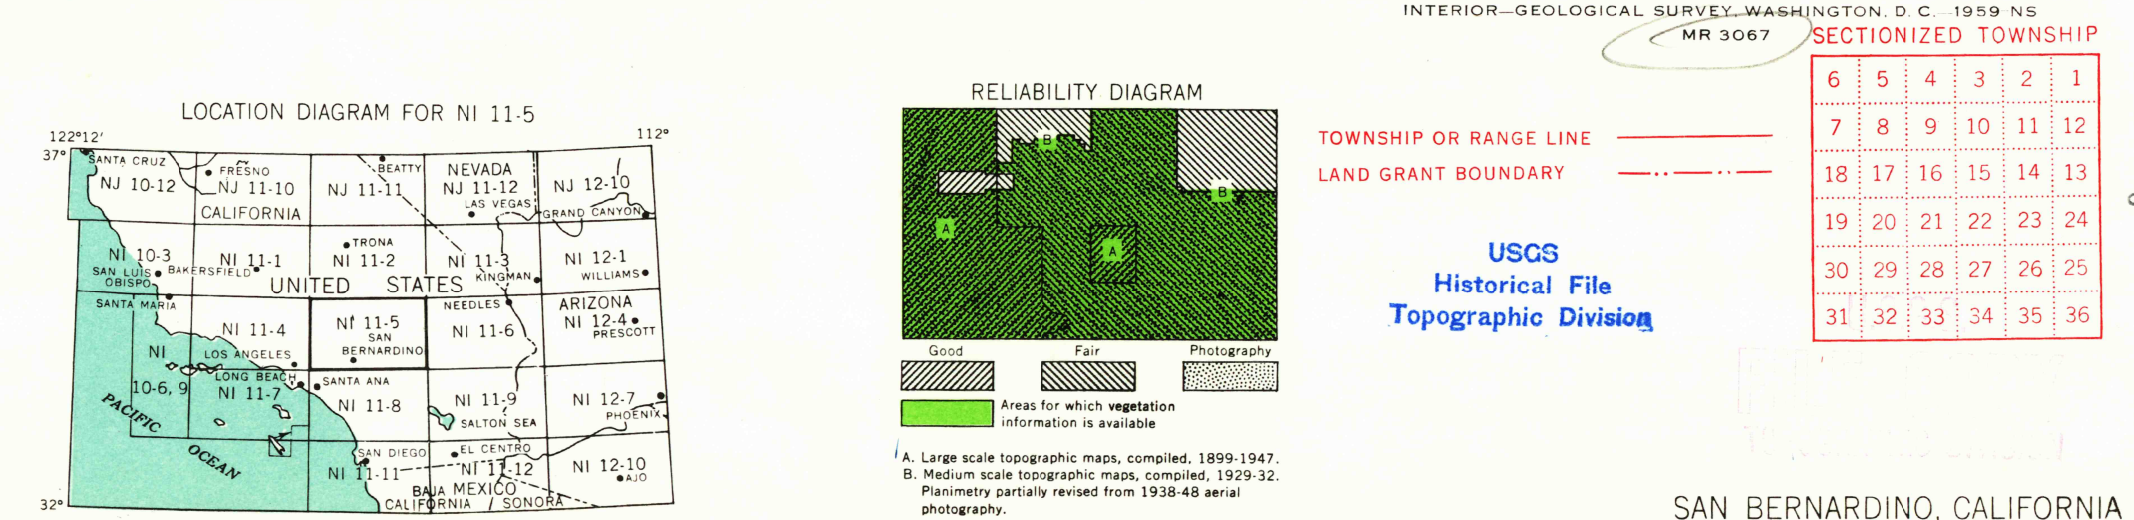 INTERIOR—GEOLOGICAL SURVEY, WASHINGTON, D. C.—1959 NS
MR 3067
LOCATION DIAGRAM FOR NI 11-5
122°12′ 112°
37°
SANTA CRUZ
NJ 10-12
FRESNO
NJ 11-10
CALIFORNIA
BEATTY
NJ 11-11
NEVADA
NJ 11-12
LAS VEGAS
NJ 12-10
GRAND CANYON
NI 10-3
SAN LUIS
OBISPO
BAKERSFIELD
NI 11-1
TRONA
NI 11-2
NI 11-3
KINGMAN
NI 12-1
WILLIAMS
UNITED STATES
SANTA MARIA
NI 11-4
LOS ANGELES
NI 11-5
SAN
BERNARDINO
NEEDLES
NI 11-6
ARIZONA
NI 12-4
PRESCOTT
NI
10-6, 9
LONG BEACH
NI 11-7
SANTA ANA
NI 11-8
NI 11-9
SALTON SEA
NI 12-7
PHOENIX
PACIFIC
OCEAN
SAN DIEGO
NI 11-11
EL CENTRO
NI 11-12
NI 12-10
AJO
BAJA MEXICO
CALIFORNIA / SONORA
32°
RELIABILITY DIAGRAM
B
B
A
A
Good Fair Photography
Areas for which vegetation
information is available
A. Large scale topographic maps, compiled, 1899-1947.
B. Medium scale topographic maps, compiled, 1929-32.
Planimetry partially revised from 1938-48 aerial
photography.
TOWNSHIP OR RANGE LINE
LAND GRANT BOUNDARY
USGS
Historical File
Topographic Division
SECTIONIZED TOWNSHIP
6 5 4 3 2 1
7 8 9 10 11 12
18 17 16 15 14 13
19 20 21 22 23 24
30 29 28 27 26 25
31 32 33 34 35 36
SAN BERNARDINO, CALIFORNIA